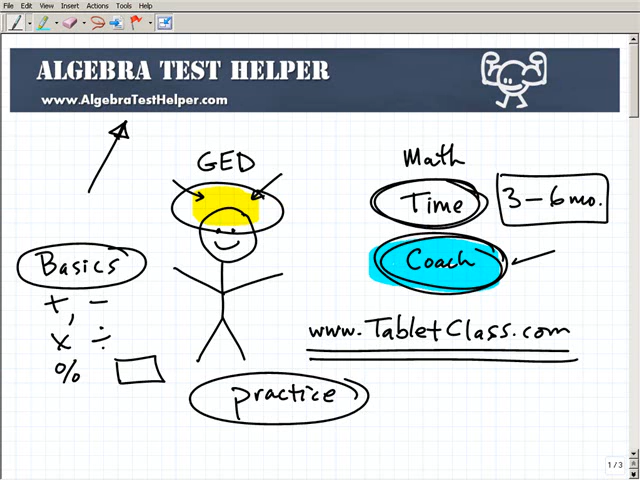 File Edit View Insert Actions Tools Help
ALGEBRA TEST HELPER
www.AlgebraTestHelper.com
GED
Math
Time
3 - 6 mo.
Coach
Basics
+, -
x ÷
%
www.TabletClass.com
practice
1 / 3